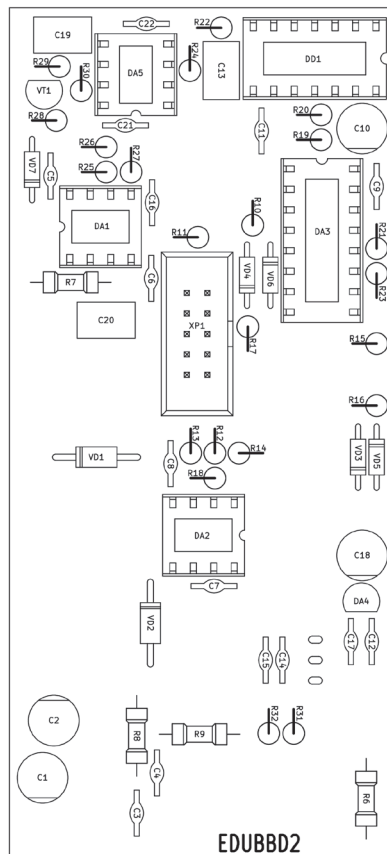 C22
R22
C19
R29
R30
DA5
R24
C13
DD1
VT1
R28
C21
C11
R20
R19
C10
R26
R27
R25
VD7
C5
C16
DA1
R10
DA3
C9
R11
R21
C6
VD4
VD6
R7
R23
C20
XP1
R17
R15
R16
R13
R12
R14
VD1
C8
R18
VD3
VD5
DA2
C18
C7
DA4
VD2
C17
C12
C15
C14
C2
R8
R9
R32
R31
C1
C4
R6
C3
EDUBBD2